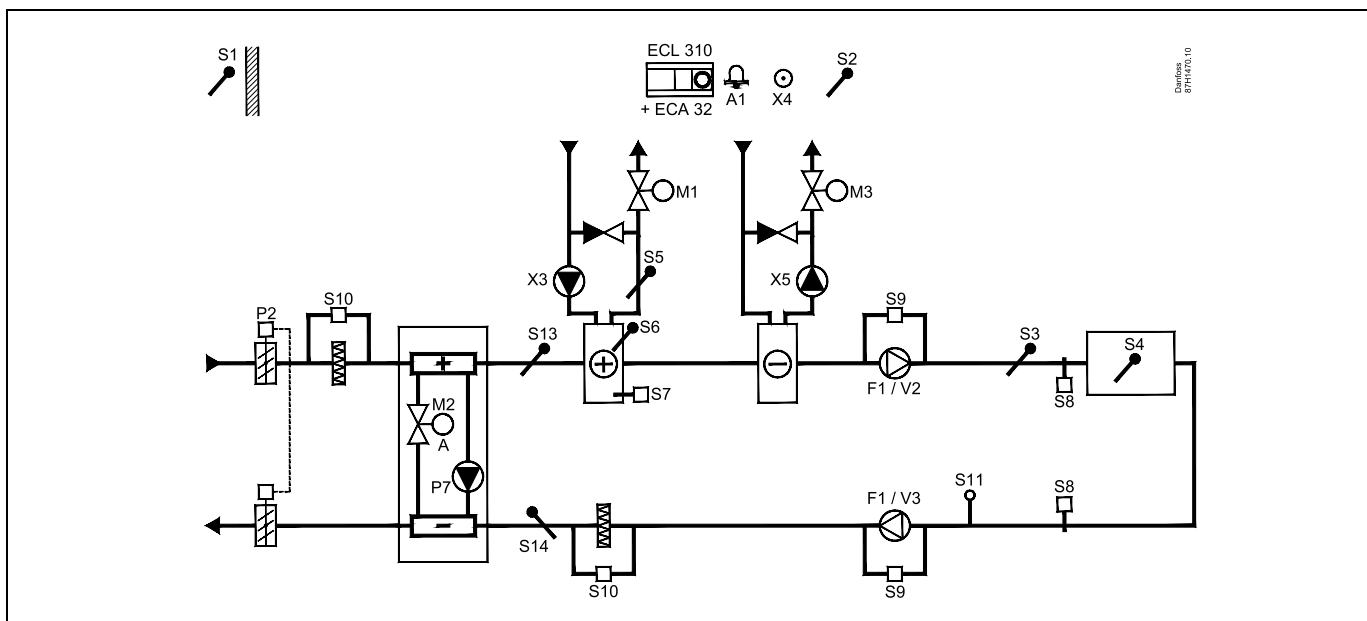 S1
ECL 310
A1
X4
+ ECA 32
S2
Danfoss
87H1470.10
M1
M3
S5
X3
X5
P2
S10
S13
S6
S9
S3
S4
S7
F1 / V2
S8
M2
A
P7
S11
S8
F1 / V3
S14
S10
S9